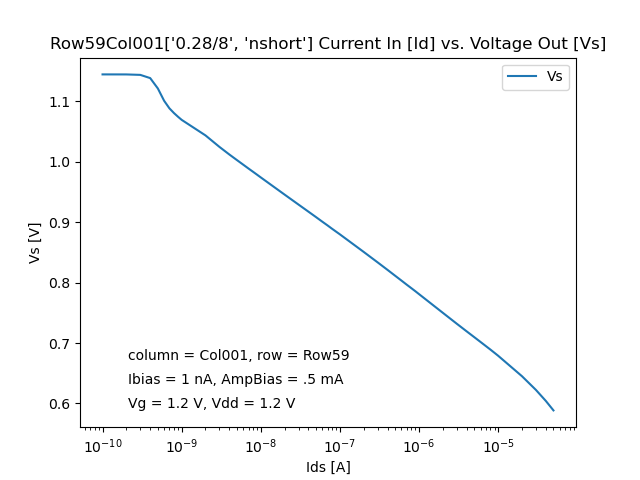 Row59Col001['0.28/8', 'nshort'] Current In [Id] vs. Voltage Out [Vs]
Vs
1.1
1.0
0.9
0.8
0.7
0.6
Vs [V]
column = Col001, row = Row59
Ibias = 1 nA, AmpBias = .5 mA
Vg = 1.2 V, Vdd = 1.2 V
10⁻¹⁰ 10⁻⁹ 10⁻⁸ 10⁻⁷ 10⁻⁶ 10⁻⁵
Ids [A]